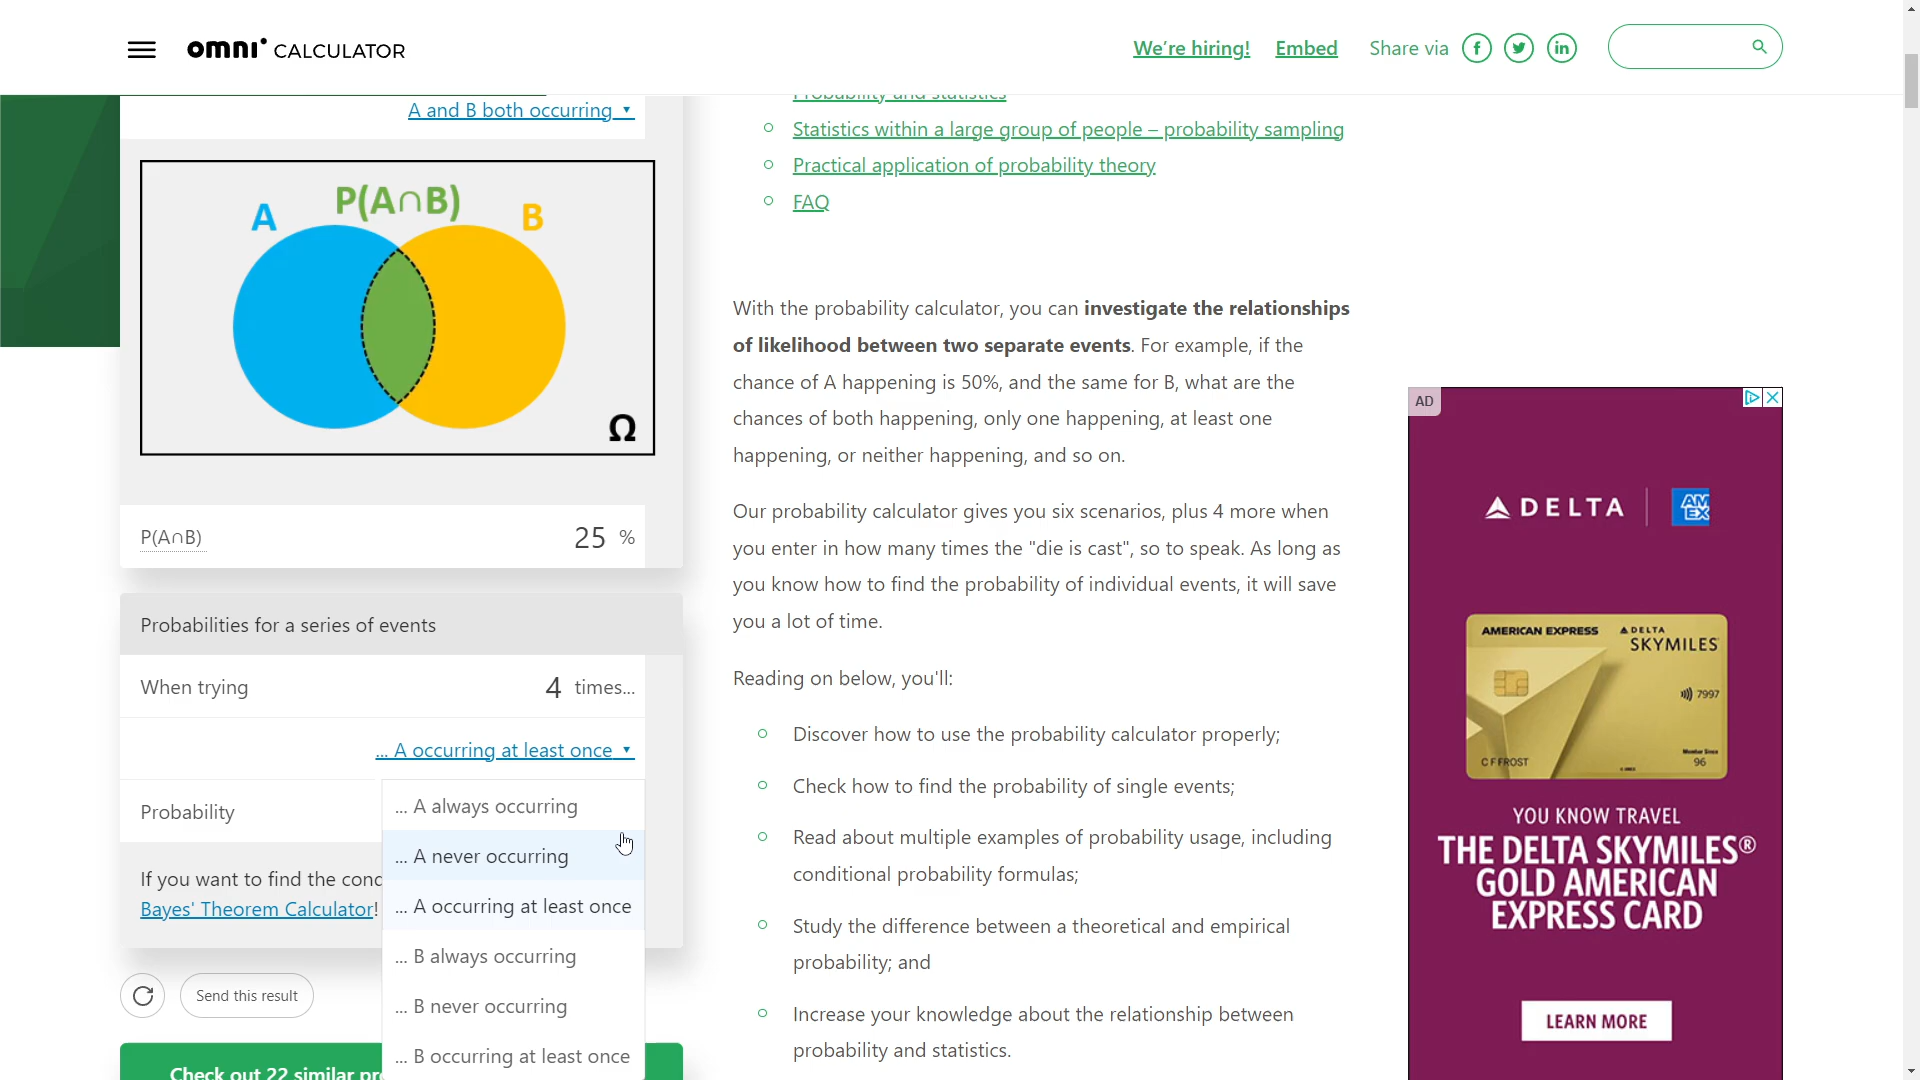 omni CALCULATOR
We're hiring!
Embed
Share via
A and B both occurring
P(A∩B)
A
B
Ω
P(A∩B)
25 %
Probabilities for a series of events
When trying
4 times...
... A occurring at least once
Probability
... A always occurring
... A never occurring
... A occurring at least once
... B always occurring
... B never occurring
... B occurring at least once
If you want to find the cond
Bayes' Theorem Calculator!
Send this result
Check out 22 similar pr
Probability and statistics
Statistics within a large group of people – probability sampling
Practical application of probability theory
FAQ
With the probability calculator, you can investigate the relationships
of likelihood between two separate events. For example, if the
chance of A happening is 50%, and the same for B, what are the
chances of both happening, only one happening, at least one
happening, or neither happening, and so on.
Our probability calculator gives you six scenarios, plus 4 more when
you enter in how many times the "die is cast", so to speak. As long as
you know how to find the probability of individual events, it will save
you a lot of time.
Reading on below, you'll:
Discover how to use the probability calculator properly;
Check how to find the probability of single events;
Read about multiple examples of probability usage, including
conditional probability formulas;
Study the difference between a theoretical and empirical
probability; and
Increase your knowledge about the relationship between
probability and statistics.
AD
DELTA
AM
EX
AMERICAN EXPRESS
DELTA
SKYMILES
7997
Member Since
C F FROST
96
YOU KNOW TRAVEL
THE DELTA SKYMILES®
GOLD AMERICAN
EXPRESS CARD
LEARN MORE